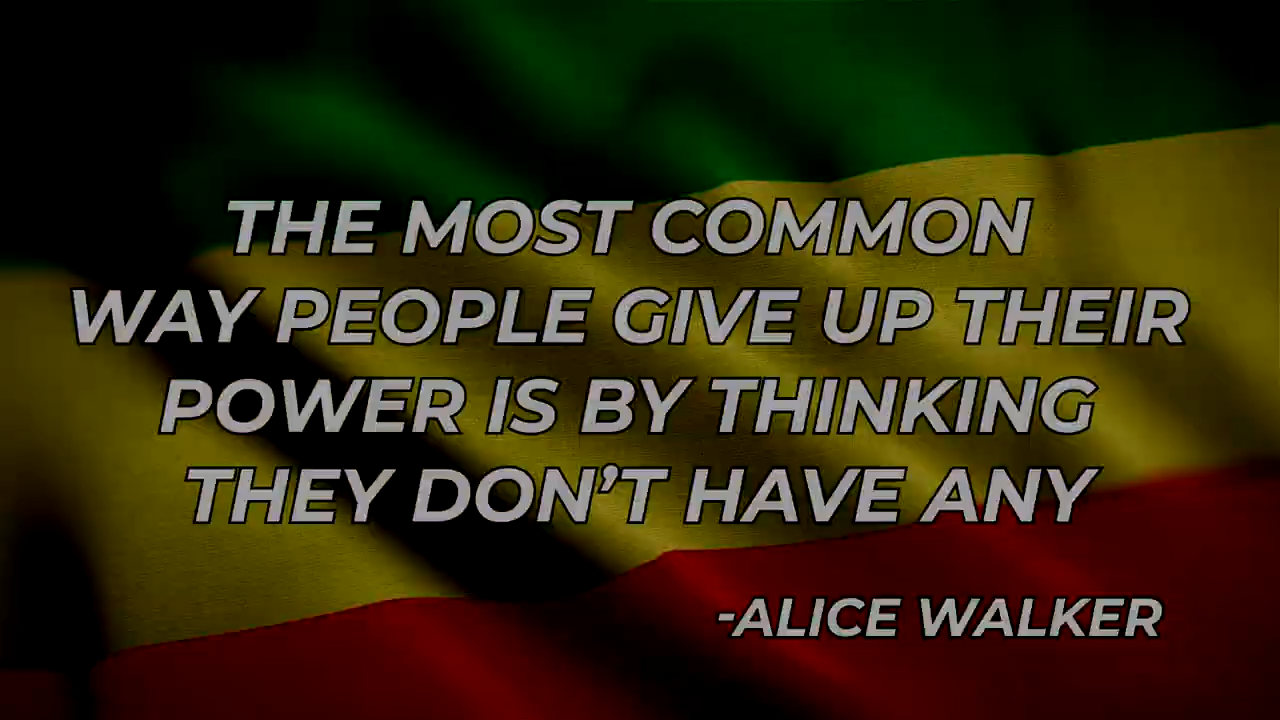 THE MOST COMMON
WAY PEOPLE GIVE UP THEIR
POWER IS BY THINKING
THEY DON’T HAVE ANY
-ALICE WALKER